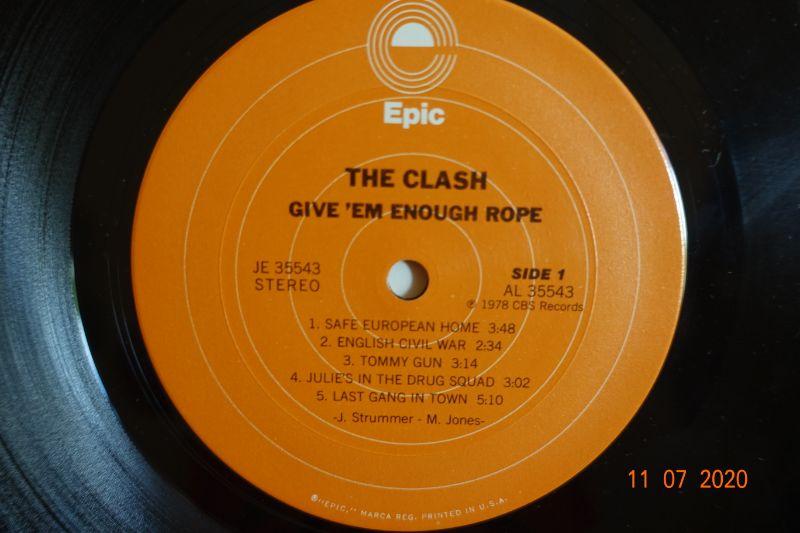 Epic
THE CLASH
GIVE 'EM ENOUGH ROPE
JE 35543
STEREO
SIDE 1
AL 35543
℗ 1978 CBS Records
1. SAFE EUROPEAN HOME 3:48
2. ENGLISH CIVIL WAR 2:34
3. TOMMY GUN 3:14
4. JULIE'S IN THE DRUG SQUAD 3:02
5. LAST GANG IN TOWN 5:10
-J. Strummer - M. Jones-
®"EPIC," MARCA REG. PRINTED IN U.S.A.
11 07 2020